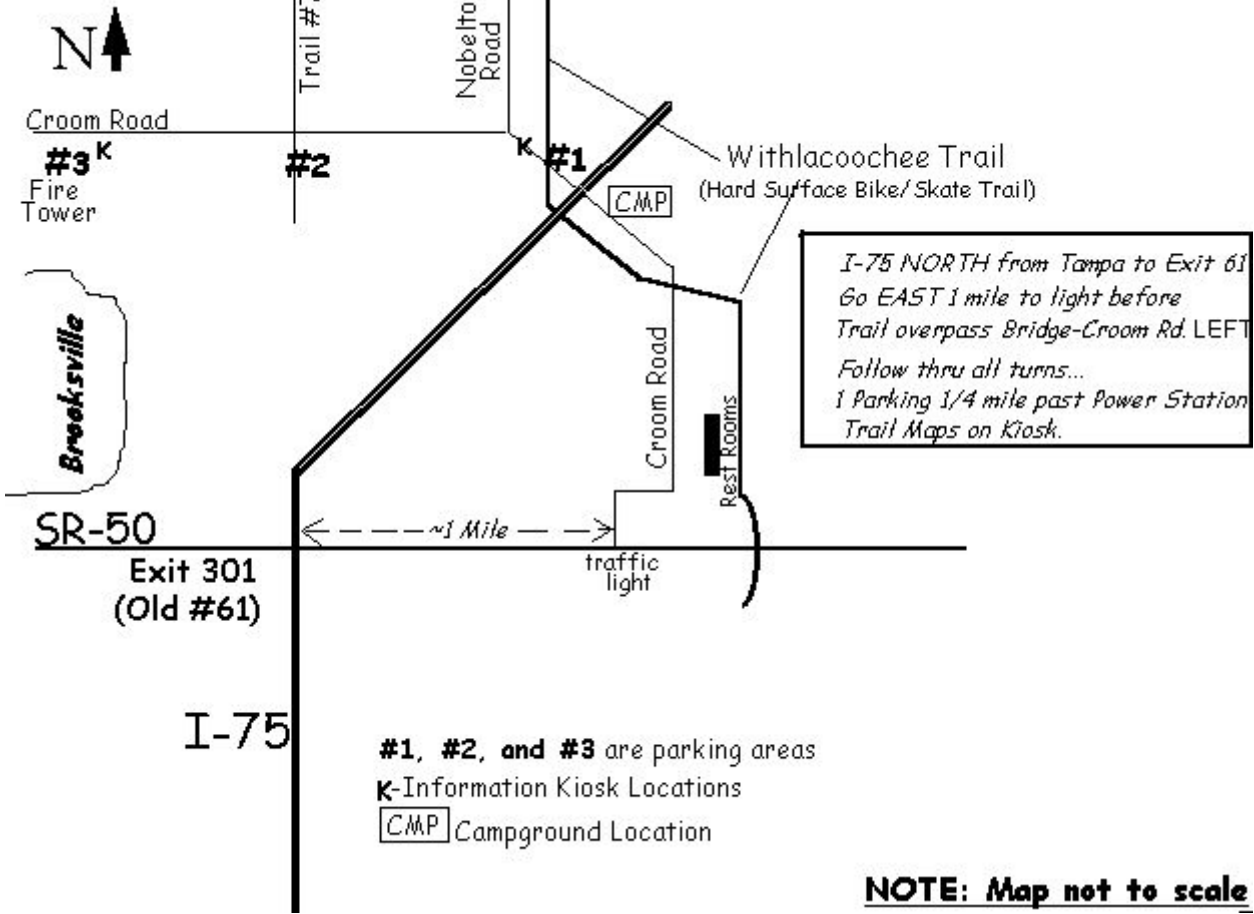 N
Trail #
Nobelto
Road
Croom Road
#3 K
#2
K #1
Fire
Tower
CMP
Withlacoochee Trail
(Hard Surface Bike/Skate Trail)
I-75 NORTH from Tampa to Exit 61
Go EAST 1 mile to light before
Trail overpass Bridge-Croom Rd. LEFT
Follow thru all turns...
1 Parking 1/4 mile past Power Station
Trail Maps on Kiosk.
Brooksville
Croom Road
Rest Rooms
SR-50
~1 Mile
traffic
light
Exit 301
(Old #61)
I-75
#1, #2, and #3 are parking areas
K-Information Kiosk Locations
CMP Campground Location
NOTE: Map not to scale